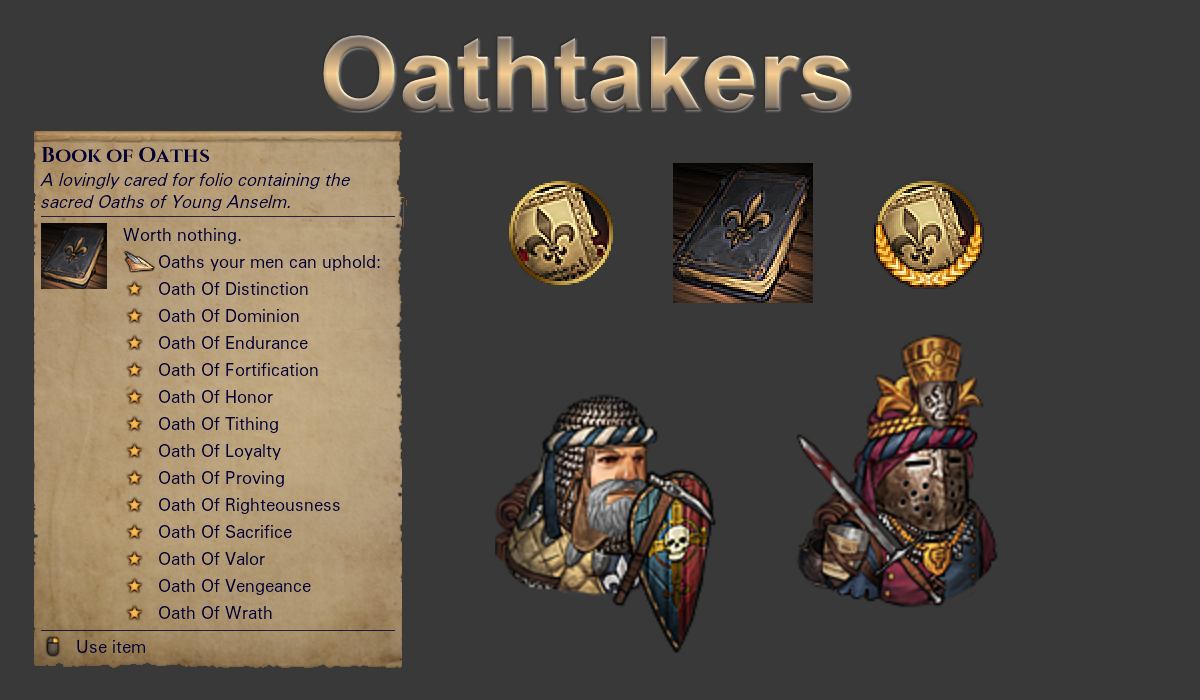 Oathtakers
Book of Oaths
A lovingly cared for folio containing the
sacred Oaths of Young Anselm.
Worth nothing.
Oaths your men can uphold:
Oath Of Distinction
Oath Of Dominion
Oath Of Endurance
Oath Of Fortification
Oath Of Honor
Oath Of Tithing
Oath Of Loyalty
Oath Of Proving
Oath Of Righteousness
Oath Of Sacrifice
Oath Of Valor
Oath Of Vengeance
Oath Of Wrath
Use item